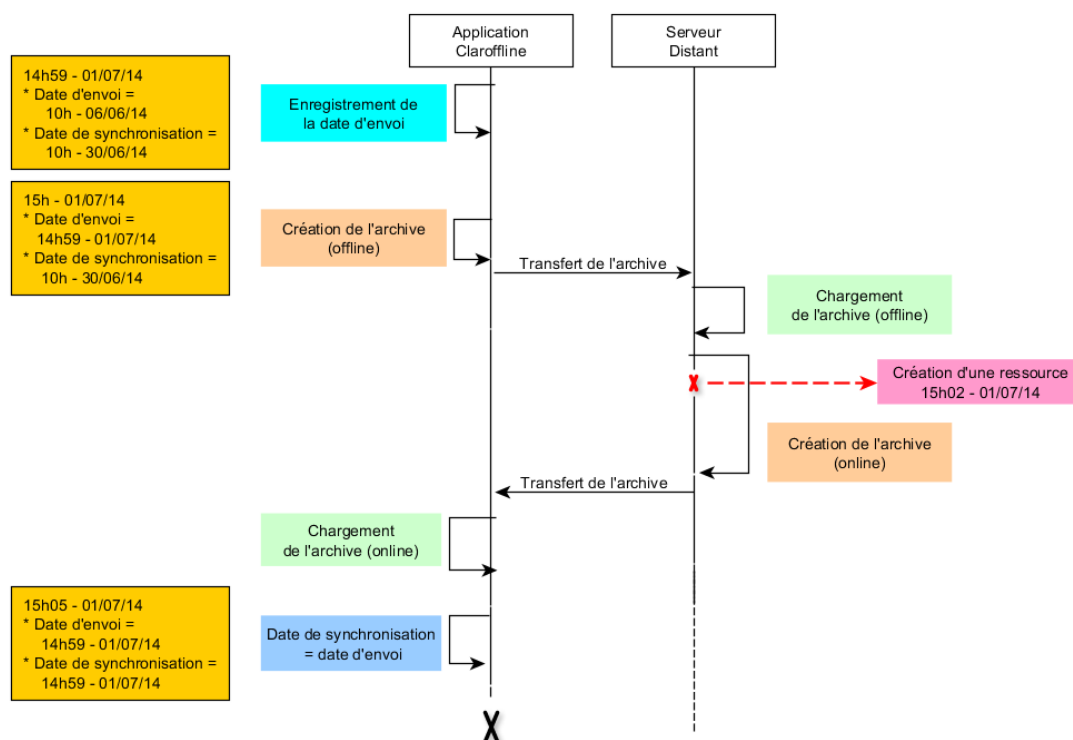 Application
Claroffline
Serveur
Distant
14h59 - 01/07/14
* Date d'envoi =
10h - 06/06/14
* Date de synchronisation =
10h - 30/06/14
Enregistrement de
la date d'envoi
15h - 01/07/14
* Date d'envoi =
14h59 - 01/07/14
* Date de synchronisation =
10h - 30/06/14
Création de l'archive
(offline)
Transfert de l'archive
Chargement
de l'archive (offline)
Création d'une ressource
15h02 - 01/07/14
Création de l'archive
(online)
Transfert de l'archive
Chargement
de l'archive (online)
15h05 - 01/07/14
* Date d'envoi =
14h59 - 01/07/14
* Date de synchronisation =
14h59 - 01/07/14
Date de synchronisation
= date d'envoi